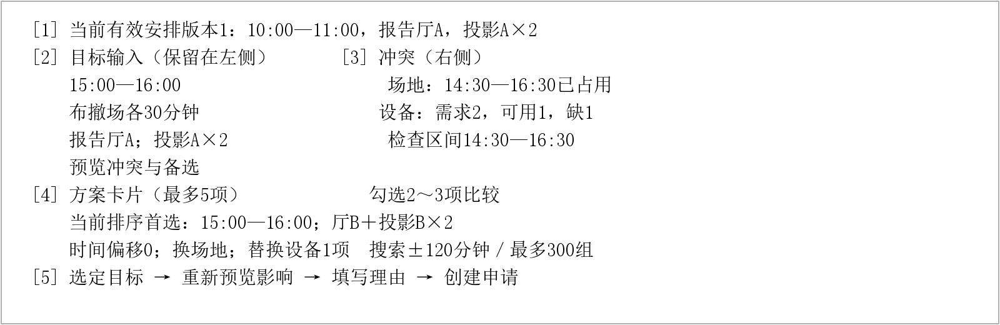 [1] 当前有效安排版本1：10:00—11:00，报告厅A，投影A×2
[2] 目标输入（保留在左侧） [3] 冲突（右侧）
15:00—16:00 场地：14:30—16:30已占用
布撤场各30分钟 设备：需求2，可用1，缺1
报告厅A；投影A×2 检查区间14:30—16:30
预览冲突与备选
[4] 方案卡片（最多5项） 勾选2～3项比较
当前排序首选：15:00—16:00；厅B＋投影B×2
时间偏移0；换场地；替换设备1项 搜索±120分钟／最多300组
[5] 选定目标 → 重新预览影响 → 填写理由 → 创建申请